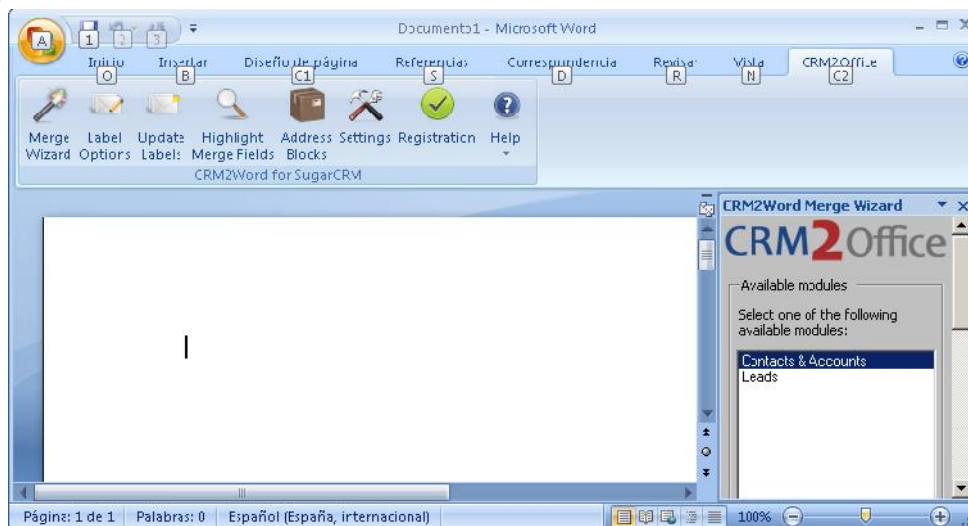 Documento1 - Microsoft Word
A
1 2 3
Inicio Insertar Diseño de página Referencias Correspondencia Revisar Vista CRM2Office
O B C1 S D R N C2
Merge Label Update Highlight Address Settings Registration Help
Wizard Options Labels Merge Fields Blocks
CRM2Word for SugarCRM
CRM2Word Merge Wizard
CRM2Office
Available modules
Select one of the following
available modules:
Contacts & Accounts
Leads
Página: 1 de 1 Palabras: 0 Español (España, internacional) 100%